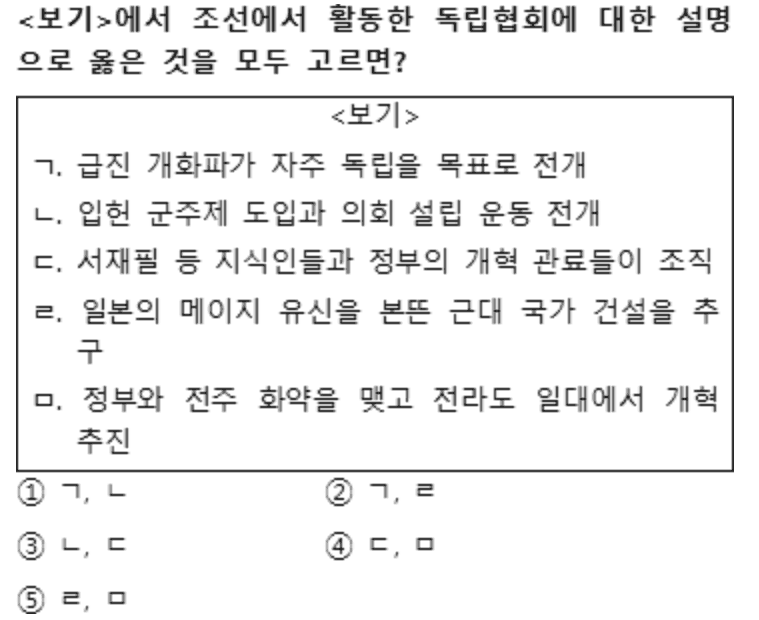 <보기>에서 조선에서 활동한 독립협회에 대한 설명
으로 옳은 것을 모두 고르면?
<보기>
ㄱ. 급진 개화파가 자주 독립을 목표로 전개
ㄴ. 입헌 군주제 도입과 의회 설립 운동 전개
ㄷ. 서재필 등 지식인들과 정부의 개혁 관료들이 조직
ㄹ. 일본의 메이지 유신을 본뜬 근대 국가 건설을 추
구
ㅁ. 정부와 전주 화약을 맺고 전라도 일대에서 개혁
추진
① ㄱ, ㄴ ② ㄱ, ㄹ
③ ㄴ, ㄷ ④ ㄷ, ㅁ
⑤ ㄹ, ㅁ